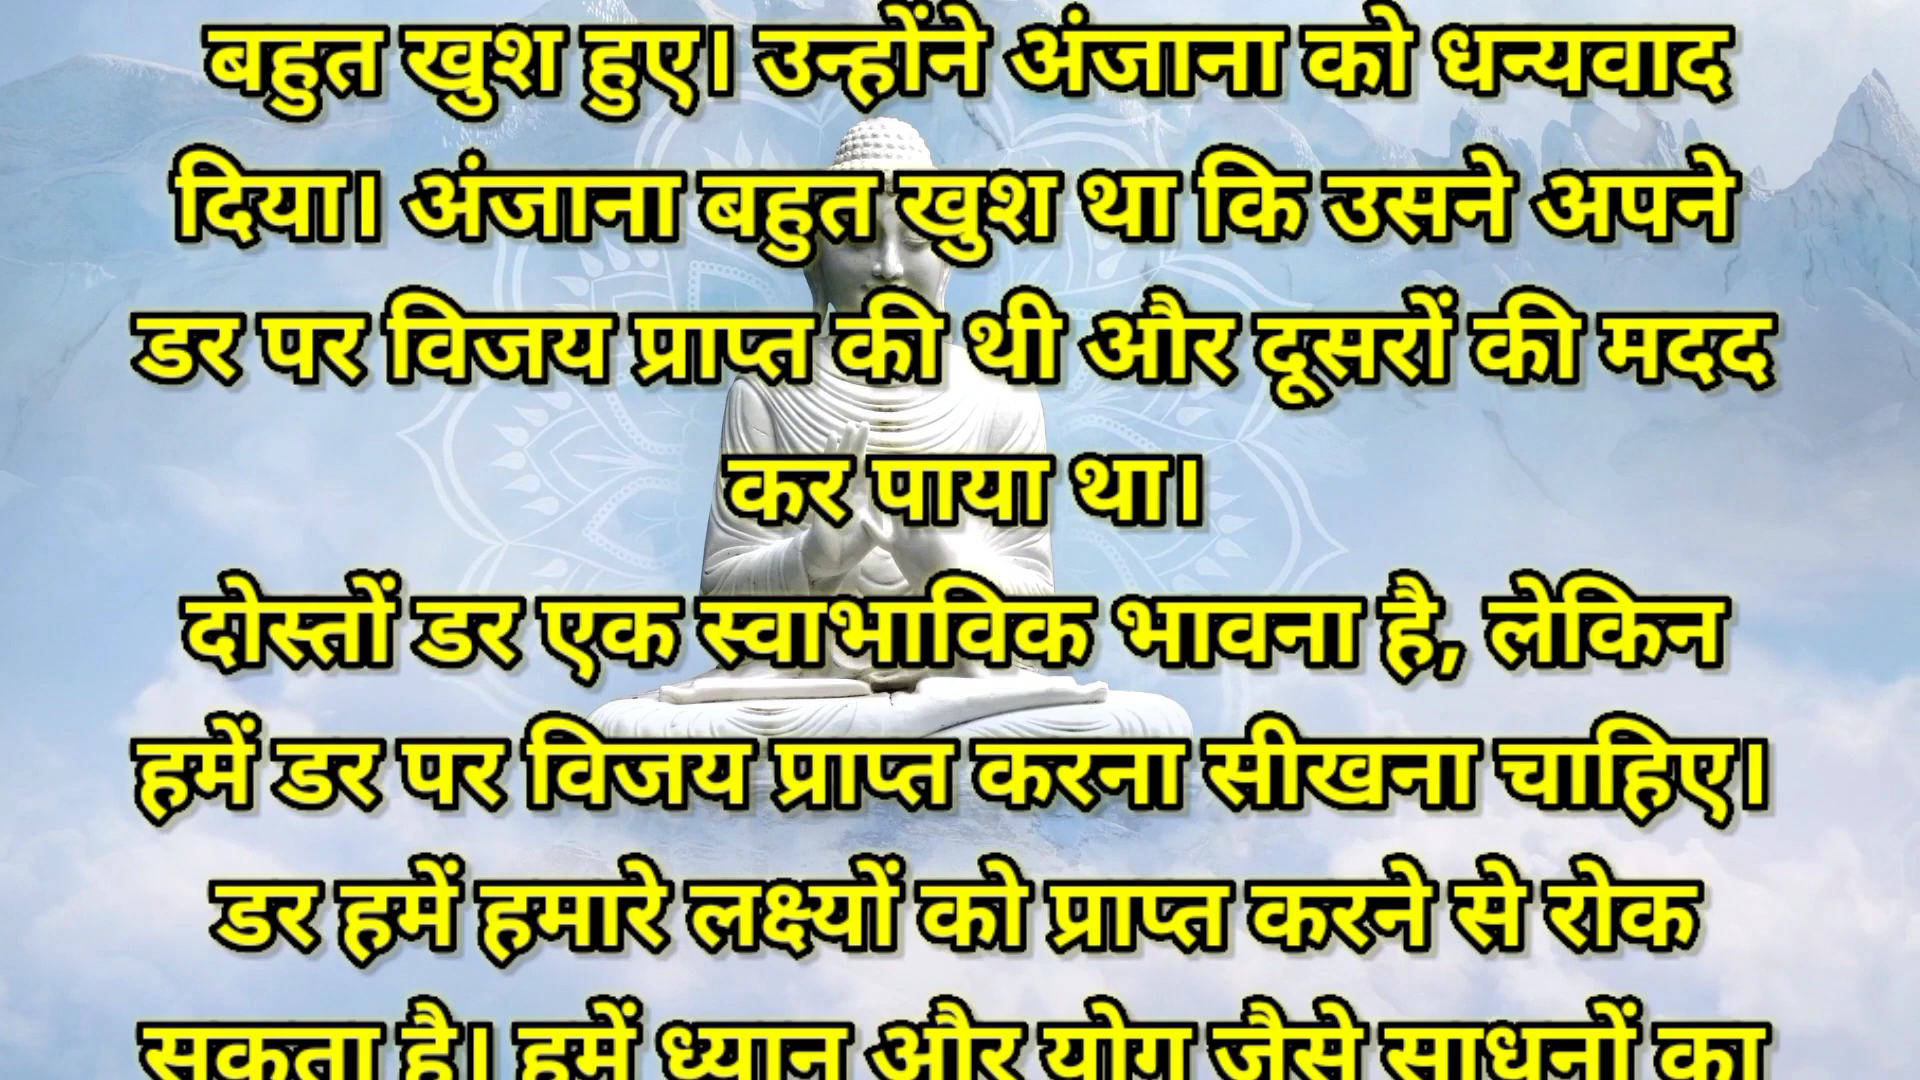 बहुत खुश हुए। उन्होंने अंजाना को धन्यवाद
दिया। अंजाना बहुत खुश था कि उसने अपने
डर पर विजय प्राप्त की थी और दूसरों की मदद
कर पाया था।
दोस्तों डर एक स्वाभाविक भावना है, लेकिन
हमें डर पर विजय प्राप्त करना सीखना चाहिए।
डर हमें हमारे लक्ष्यों को प्राप्त करने से रोक
सकता है। हमें ध्यान और योग जैसे साधनों का